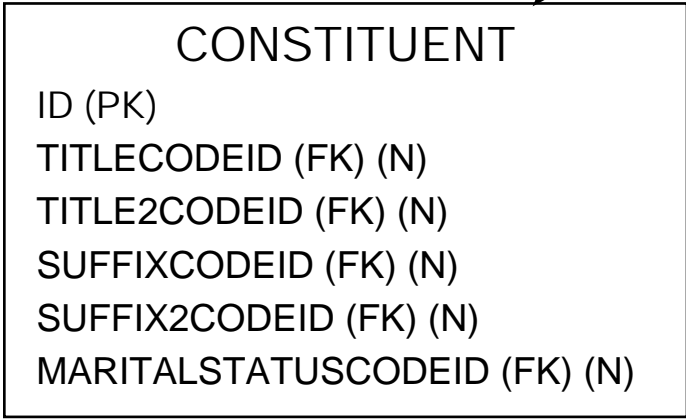 CONSTITUENT
ID (PK)
TITLECODEID (FK) (N)
TITLE2CODEID (FK) (N)
SUFFIXCODEID (FK) (N)
SUFFIX2CODEID (FK) (N)
MARITALSTATUSCODEID (FK) (N)